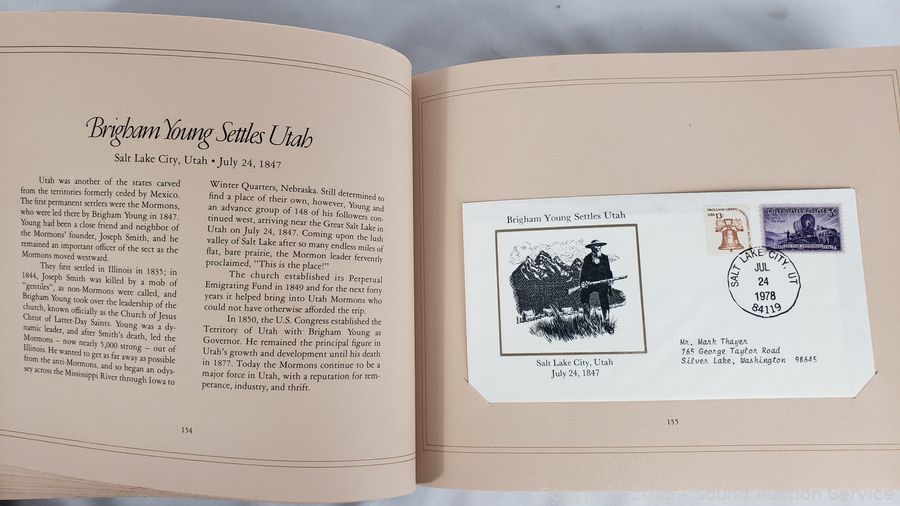 Brigham Young Settles Utah
Salt Lake City, Utah • July 24, 1847
Utah was another of the states carved
from the territories formerly ceded by Mexico.
The first permanent settlers were the Mormons,
who were led there by Brigham Young in 1847.
Young had been a close friend and neighbor of
the Mormons' founder, Joseph Smith, and he
remained an important officer of the sect as the
Mormons moved westward.
They first settled in Illinois in 1835; in
1844, Joseph Smith was killed by a mob of
"gentiles", as non-Mormons were called, and
Brigham Young took over the leadership of the
church, known officially as the Church of Jesus
Christ of Latter-Day Saints. Young was a dy-
namic leader, and after Smith's death, led the
Mormons – now nearly 5,000 strong – out of
Illinois. He wanted to get as far away as possible
from the anti-Mormons, and so began an odys-
sey across the Mississippi River through Iowa to
Winter Quarters, Nebraska. Still determined to
find a place of their own, however, Young and
an advance group of 148 of his followers con-
tinued west, arriving near the Great Salt Lake in
Utah on July 24, 1847. Coming upon the lush
valley of Salt Lake after so many endless miles of
flat, bare prairie, the Mormon leader fervently
proclaimed, "This is the place!"
The church established its Perpetual
Emigrating Fund in 1849 and for the next forty
years it helped bring into Utah Mormons who
could not have otherwise afforded the trip.
In 1850, the U.S. Congress established the
Territory of Utah with Brigham Young as
Governor. He remained the principal figure in
Utah's growth and development until his death
in 1877. Today the Mormons continue to be a
major force in Utah, with a reputation for tem-
perance, industry, and thrift.
154
Brigham Young Settles Utah
Salt Lake City, Utah
July 24, 1847
USA 13c
UNITED STATES POSTAGE 3¢
SALT LAKE CITY, UT
JUL
24
1978
84119
Mr. Mark Thayer
765 George Taylor Road
Silver Lake, Washington 98645
155
Copyright 2025 - Sound Auction Service